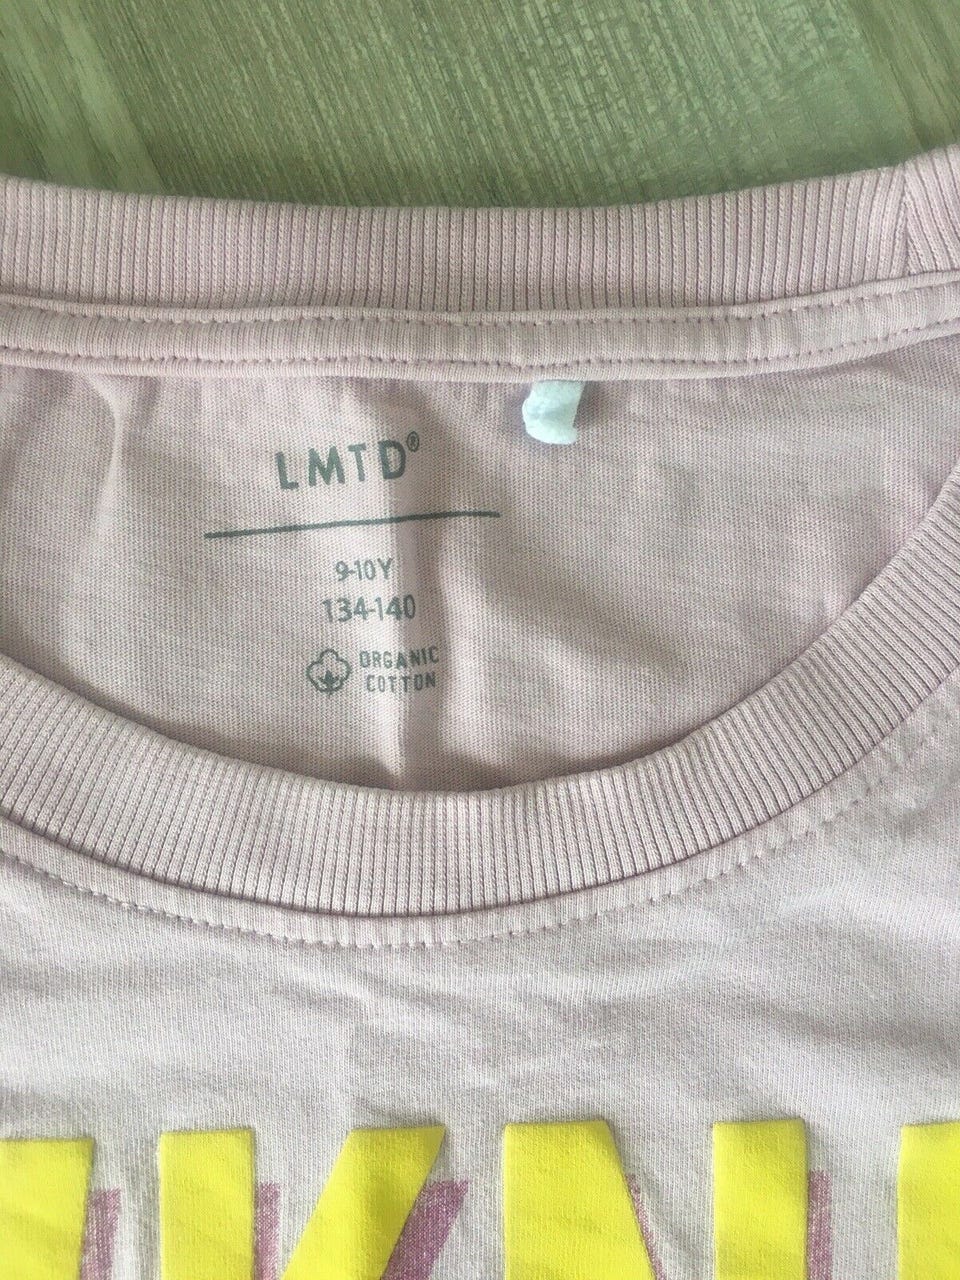 LMTD®
9-10Y
134-140
ORGANIC
COTTON